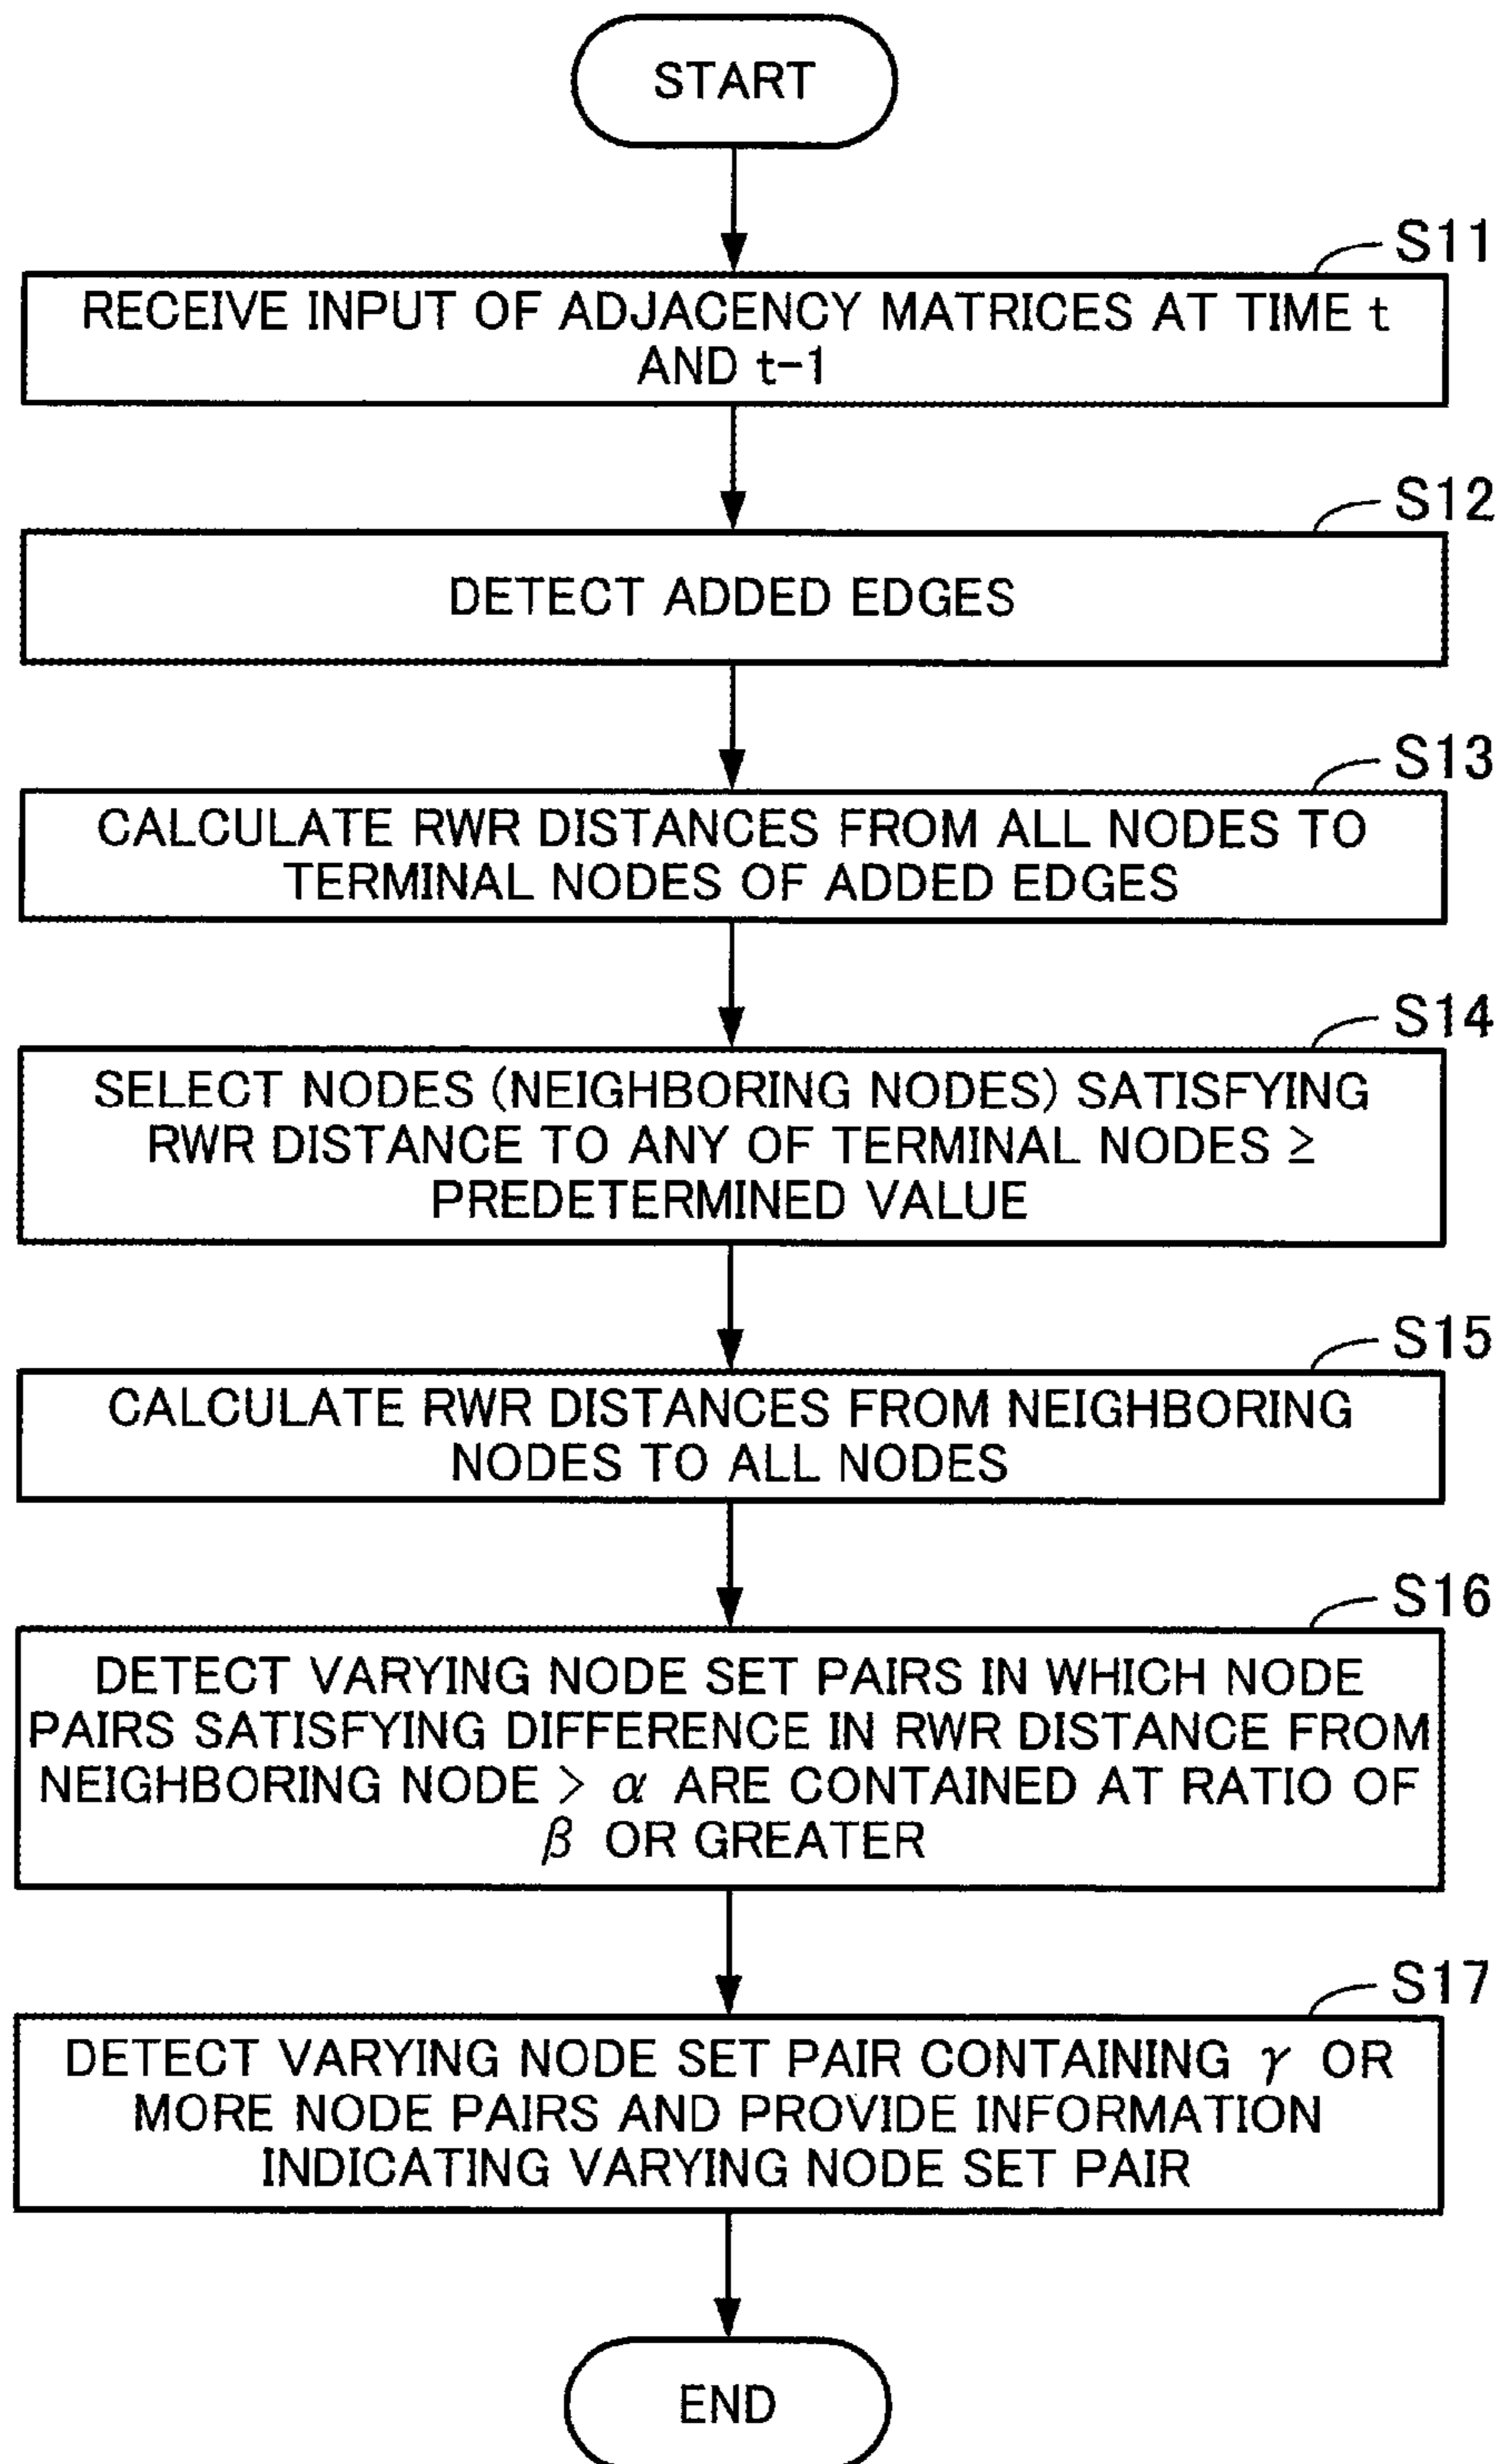 START
S11
RECEIVE INPUT OF ADJACENCY MATRICES AT TIME t
AND t-1
S12
DETECT ADDED EDGES
S13
CALCULATE RWR DISTANCES FROM ALL NODES TO
TERMINAL NODES OF ADDED EDGES
S14
SELECT NODES (NEIGHBORING NODES) SATISFYING
RWR DISTANCE TO ANY OF TERMINAL NODES ≥
PREDETERMINED VALUE
S15
CALCULATE RWR DISTANCES FROM NEIGHBORING
NODES TO ALL NODES
S16
DETECT VARYING NODE SET PAIRS IN WHICH NODE
PAIRS SATISFYING DIFFERENCE IN RWR DISTANCE FROM
NEIGHBORING NODE > α ARE CONTAINED AT RATIO OF
β OR GREATER
S17
DETECT VARYING NODE SET PAIR CONTAINING γ OR
MORE NODE PAIRS AND PROVIDE INFORMATION
INDICATING VARYING NODE SET PAIR
END